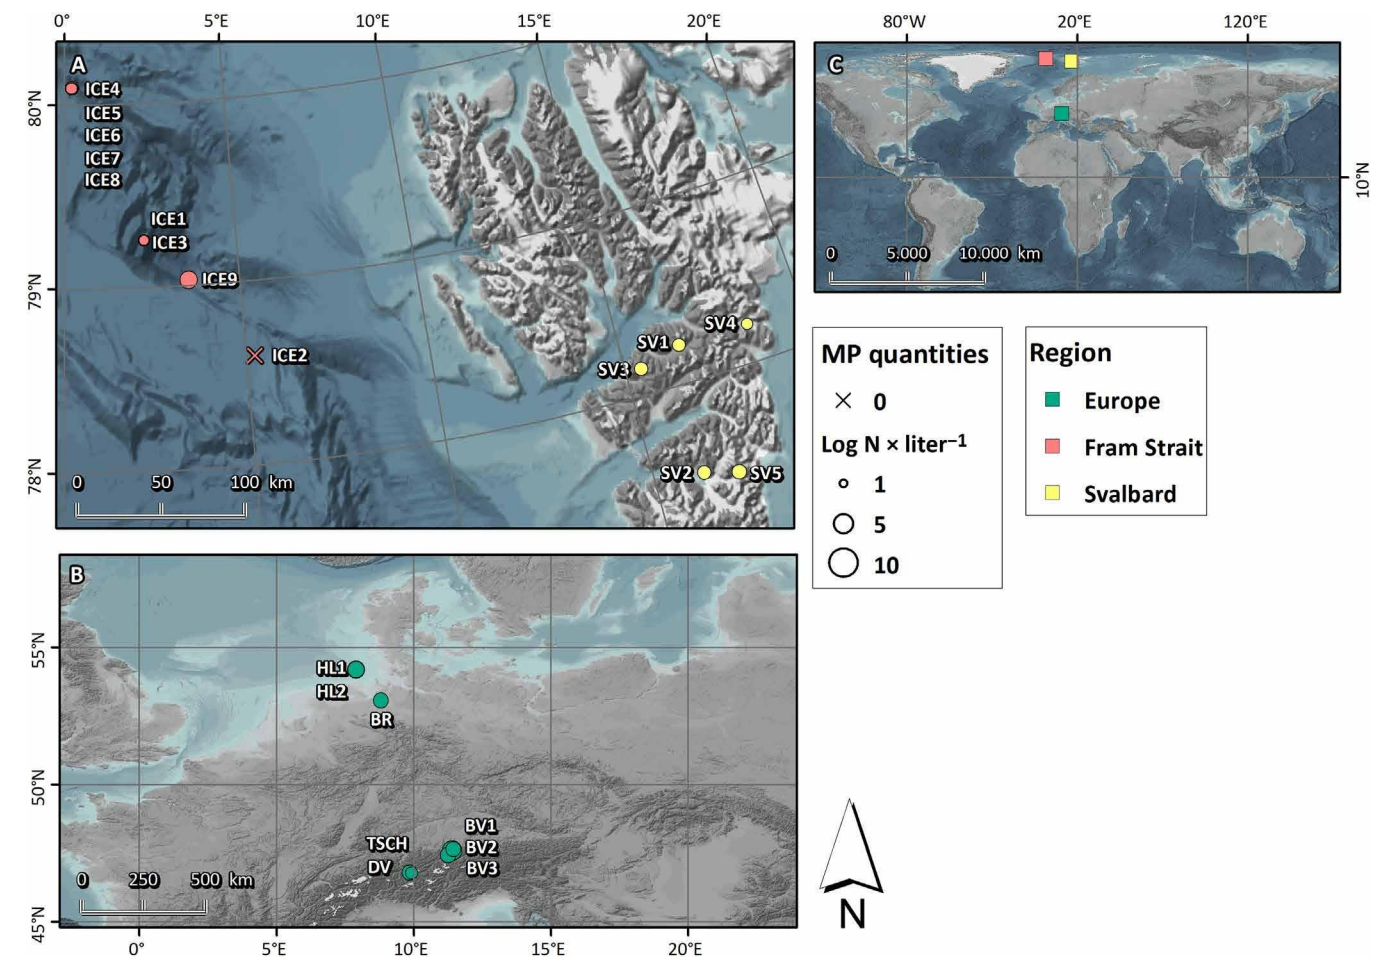 0° 5°E 10°E 15°E 20°E
A
80°N
79°N
78°N
ICE4
ICE5
ICE6
ICE7
ICE8
ICE1
ICE3
ICE9
ICE2
SV4
SV1
SV3
SV2 SV5
0 50 100 km
80°W 20°E 120°E
C
10°N
0 5.000 10.000 km
MP quantities
0
Log N × liter⁻¹
1
5
10
Region
Europe
Fram Strait
Svalbard
B
55°N
50°N
45°N
HL1
HL2
BR
TSCH
DV
BV1
BV2
BV3
0 250 500 km
0° 5°E 10°E 15°E 20°E
N